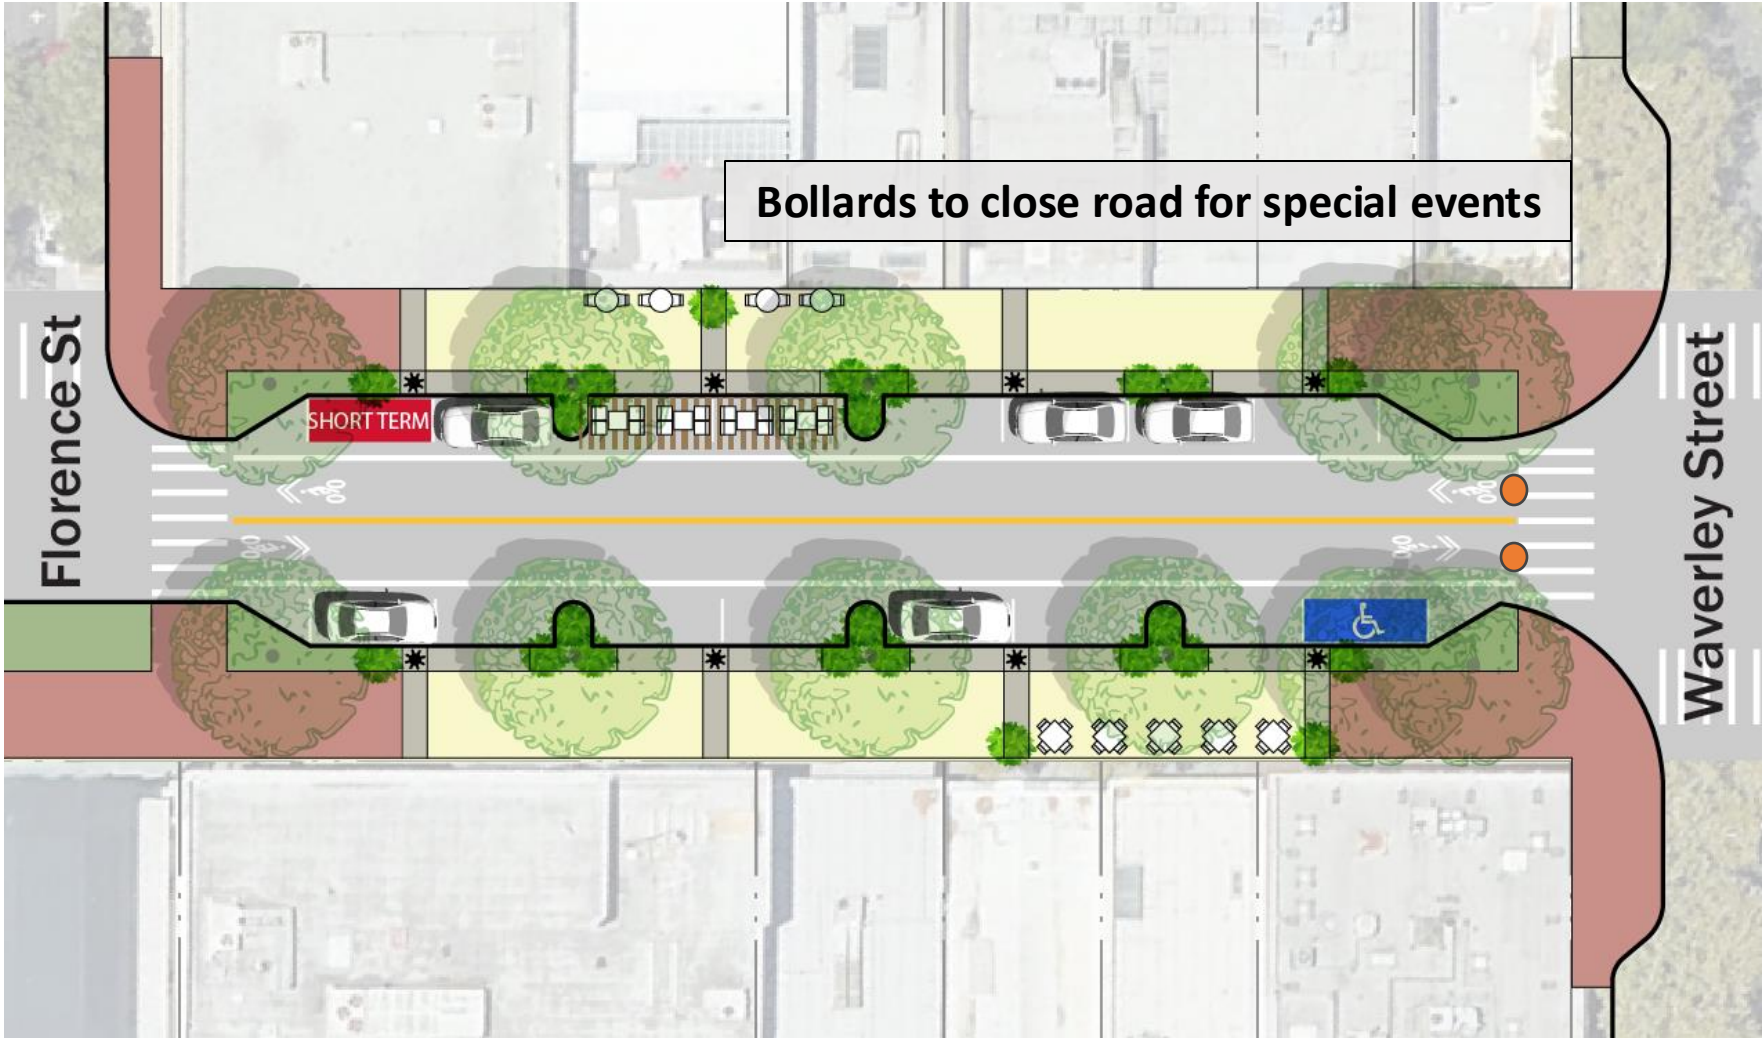 Bollards to close road for special events
Florence St
SHORT TERM
Waverley Street